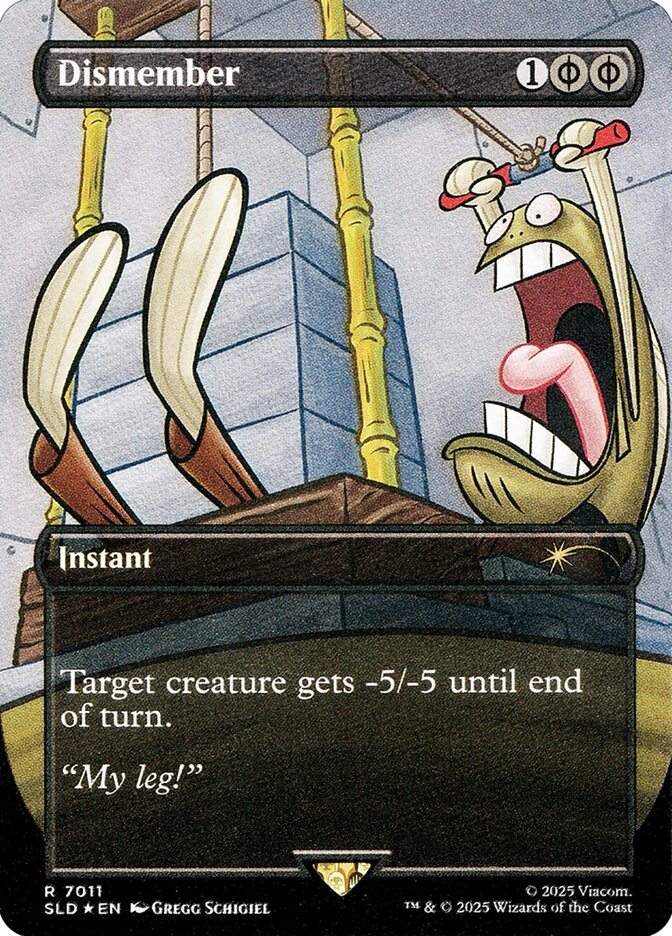 Dismember 1
Instant
Target creature gets -5/-5 until end
of turn.
“My leg!”
R 7011
SLD ★ EN GREGG SCHIGIEL
© 2025 Viacom.
™ & © 2025 Wizards of the Coast